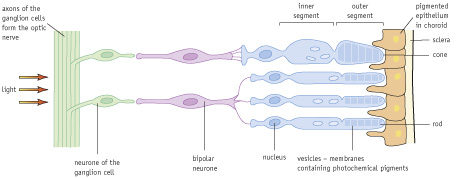 axons of the
ganglion cells
form the optic
nerve
inner
segment
outer
segment
pigmented
epithelium
in choroid
sclera
cone
light
rod
neurone of the
ganglion cell
bipolar
neurone
nucleus
vesicles – membranes
containing photochemical pigments